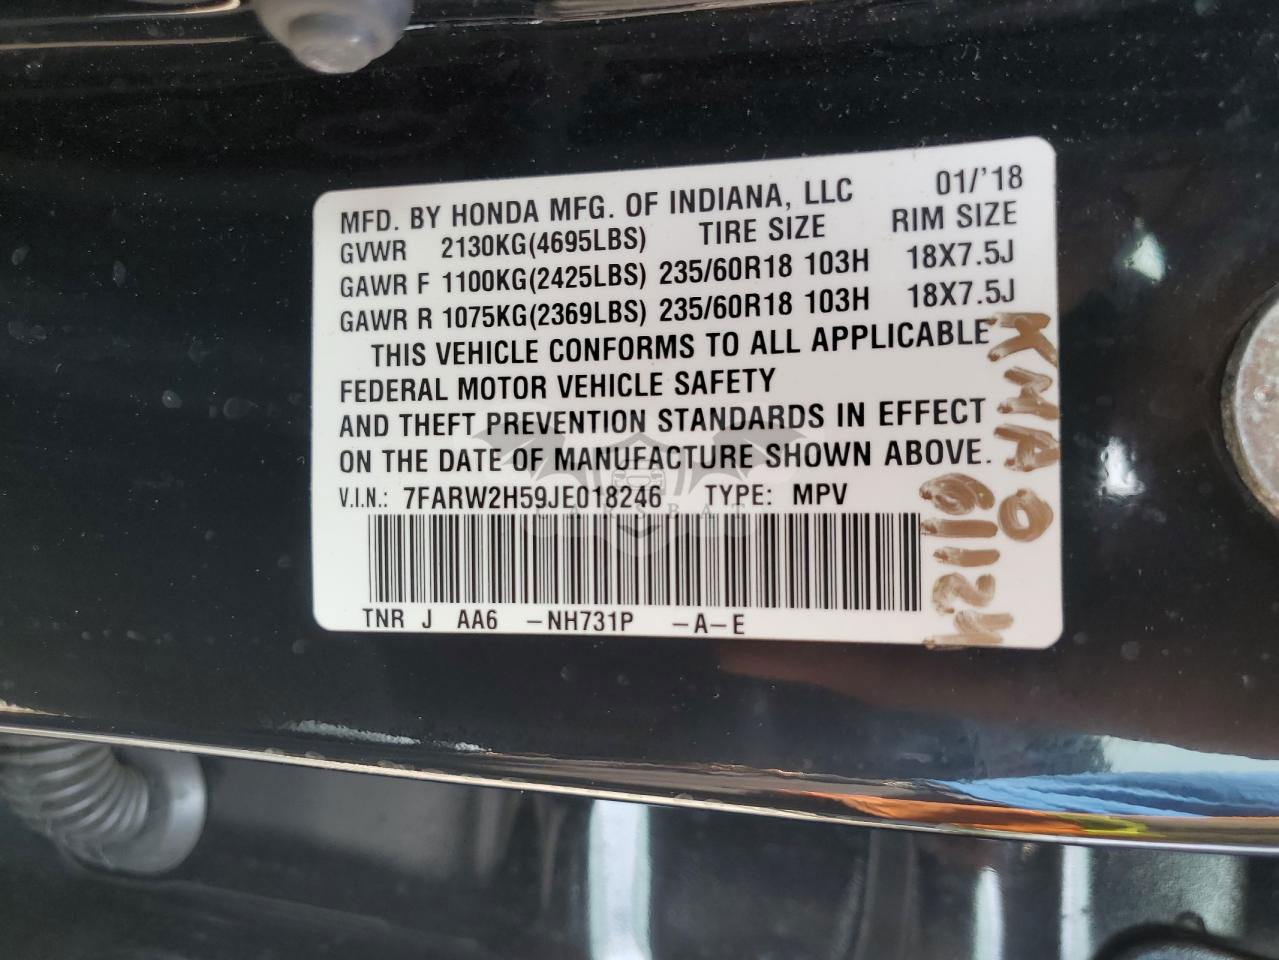 MFD. BY HONDA MFG. OF INDIANA, LLC 01/'18
GVWR 2130KG(4695LBS) TIRE SIZE RIM SIZE
GAWR F 1100KG(2425LBS) 235/60R18 103H 18X7.5J
GAWR R 1075KG(2369LBS) 235/60R18 103H 18X7.5J
THIS VEHICLE CONFORMS TO ALL APPLICABLE
FEDERAL MOTOR VEHICLE SAFETY
AND THEFT PREVENTION STANDARDS IN EFFECT
ON THE DATE OF MANUFACTURE SHOWN ABOVE.
V.I.N.: 7FARW2H59JE018246 TYPE: MPV
TNR J AA6 -NH731P -A-E
CARSBAT